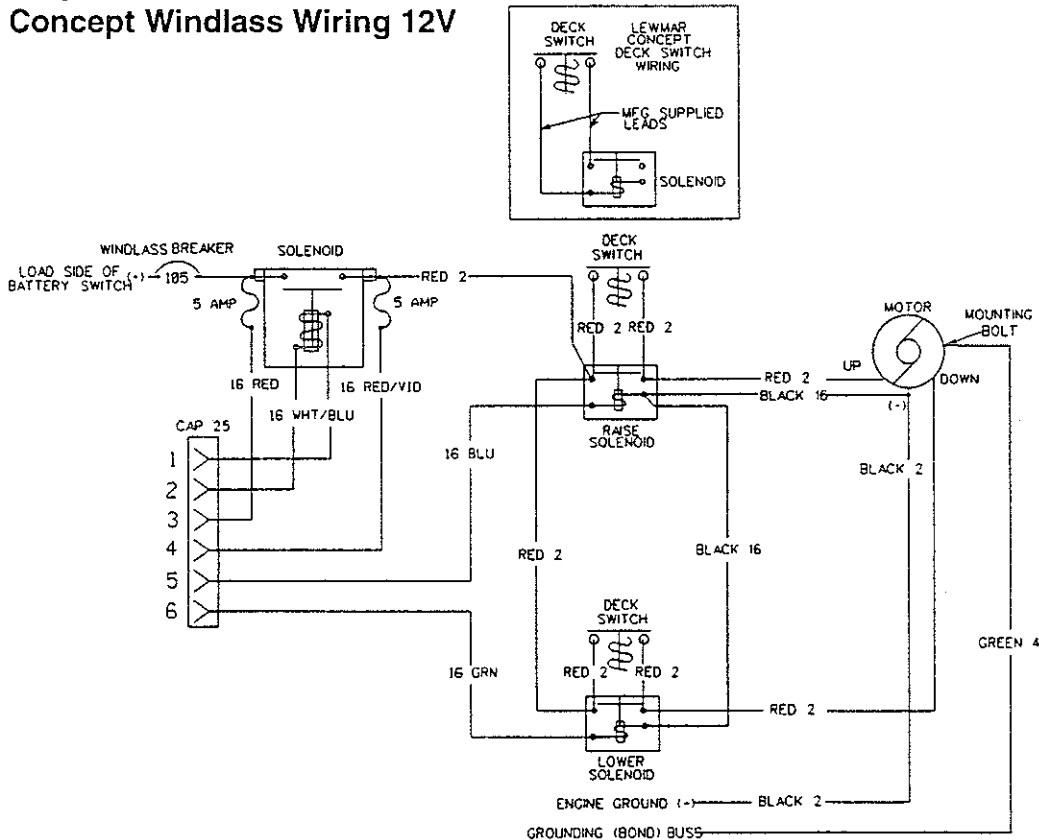 Concept Windlass Wiring 12V
DECK
SWITCH
LEWMAR
CONCEPT
DECK SWITCH
WIRING
MFG SUPPLIED
LEADS
SOLENOID
WINDLASS BREAKER
SOLENOID
LOAD SIDE OF
BATTERY SWITCH
(+)
105
RED 2
5 AMP
5 AMP
DECK
SWITCH
RED 2
RED 2
MOTOR
MOUNTING
BOLT
UP
DOWN
RED 2
BLACK 16
(-)
RAISE
SOLENOID
16 RED
16 RED/VIO
16 WHT/BLU
CAP 25
1
2
3
4
5
6
16 BLU
BLACK 2
RED 2
BLACK 16
DECK
SWITCH
GREEN 4
16 GRN
RED 2
RED 2
RED 2
LOWER
SOLENOID
ENGINE GROUND (-)
BLACK 2
GROUNDING (BOND) BUSS